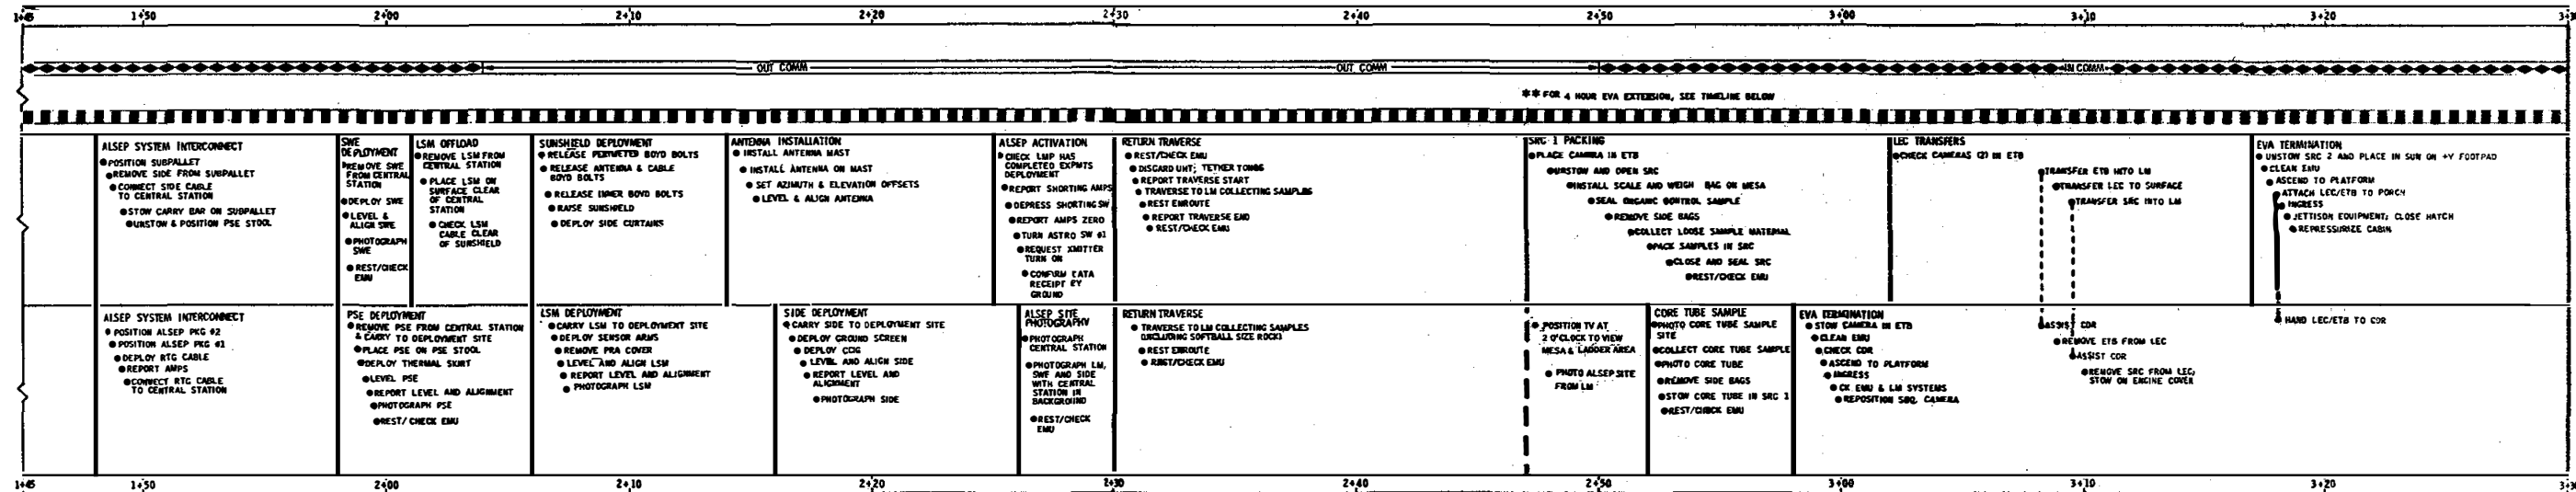 1+45 1+50 2+00 2+10 2+20 2+30 2+40 2+50 3+00 3+10 3+20
OUT COMM OUT COMM IN COMM
** FOR 4 HOUR EVA EXTENSION, SEE TIMELINE BELOW
ALSEP SYSTEM INTERCONNECT
● POSITION SUBPALLET
● REMOVE SIDE FROM SUBPALLET
● CONNECT SIDE CABLE
TO CENTRAL STATION
● STOW CARRY BAR ON SUBPALLET
● UNSTOW & POSITION PSE STOOL
SWE
DEPLOYMENT
● REMOVE SWE
FROM CENTRAL
STATION
● DEPLOY SWE
● LEVEL &
ALIGN SWE
● PHOTOGRAPH
SWE
● REST/CHECK
EMU
LSM OFFLOAD
● REMOVE LSM FROM
CENTRAL STATION
● PLACE LSM ON
SURFACE CLEAR
OF CENTRAL
STATION
● CHECK LSM
CABLE CLEAR
OF SUNSHIELD
SUNSHIELD DEPLOYMENT
● RELEASE PERIMETER BOYD BOLTS
● RELEASE ANTENNA & CABLE
BOYD BOLTS
● RELEASE INNER BOYD BOLTS
● RAISE SUNSHIELD
● DEPLOY SIDE CURTAINS
ANTENNA INSTALLATION
● INSTALL ANTENNA MAST
● INSTALL ANTENNA ON MAST
● SET AZIMUTH & ELEVATION OFFSETS
● LEVEL & ALIGN ANTENNA
ALSEP ACTIVATION
● CHECK LMP HAS
COMPLETED EXPMTS
DEPLOYMENT
● REPORT SHORTING AMPS
● DEPRESS SHORTING SW
● REPORT AMPS ZERO
● TURN ASTRO SW #1
● REQUEST XMITTER
TURN ON
● CONFIRM DATA
RECEIPT BY
GROUND
RETURN TRAVERSE
● REST/CHECK EMU
● DISCARD UHT; TETHER TONGS
● REPORT TRAVERSE START
● TRAVERSE TO LM COLLECTING SAMPLES
● REST ENROUTE
● REPORT TRAVERSE END
● REST/CHECK EMU
SRC 1 PACKING
● PLACE CAMERA IN ETB
● UNSTOW AND OPEN SRC
● INSTALL SCALE AND WEIGH BAG ON MESA
● SEAL ORGANIC CONTROL SAMPLE
● REMOVE SIDE BAGS
● COLLECT LOOSE SAMPLE MATERIAL
● PACK SAMPLES IN SRC
● CLOSE AND SEAL SRC
● REST/CHECK EMU
LEC TRANSFERS
● CHECK CAMERAS (2) IN ETB
● TRANSFER ETB INTO LM
● TRANSFER LEC TO SURFACE
● TRANSFER SRC INTO LM
EVA TERMINATION
● UNSTOW SRC 2 AND PLACE IN SUN ON +Y FOOTPAD
● CLEAN EMU
● ASCEND TO PLATFORM
● ATTACH LEC/ETB TO PORCH
● INGRESS
● JETTISON EQUIPMENT; CLOSE HATCH
● REPRESSURIZE CABIN
ALSEP SYSTEM INTERCONNECT
● POSITION ALSEP PKG #2
● POSITION ALSEP PKG #1
● DEPLOY RTG CABLE
● REPORT AMPS
● CONNECT RTG CABLE
TO CENTRAL STATION
PSE DEPLOYMENT
● REMOVE PSE FROM CENTRAL STATION
& CARRY TO DEPLOYMENT SITE
● PLACE PSE ON PSE STOOL
● DEPLOY THERMAL SKIRT
● LEVEL PSE
● REPORT LEVEL AND ALIGNMENT
● PHOTOGRAPH PSE
● REST/ CHECK EMU
LSM DEPLOYMENT
● CARRY LSM TO DEPLOYMENT SITE
● DEPLOY SENSOR ARMS
● REMOVE PRA COVER
● LEVEL AND ALIGN LSM
● REPORT LEVEL AND ALIGNMENT
● PHOTOGRAPH LSM
SIDE DEPLOYMENT
● CARRY SIDE TO DEPLOYMENT SITE
● DEPLOY GROUND SCREEN
● DEPLOY CCIG
● LEVEL AND ALIGN SIDE
● REPORT LEVEL AND
ALIGNMENT
● PHOTOGRAPH SIDE
ALSEP SITE
PHOTOGRAPHY
● PHOTOGRAPH
CENTRAL STATION
● PHOTOGRAPH LM,
SWE AND SIDE
WITH CENTRAL
STATION IN
BACKGROUND
● REST/CHECK
EMU
RETURN TRAVERSE
● TRAVERSE TO LM COLLECTING SAMPLES
(INCLUDING SOFTBALL SIZE ROCK)
● REST ENROUTE
● REST/CHECK EMU
● POSITION TV AT
2 O'CLOCK TO VIEW
MESA & LADDER AREA
● PHOTO ALSEP SITE
FROM LM
CORE TUBE SAMPLE
● PHOTO CORE TUBE SAMPLE
SITE
● COLLECT CORE TUBE SAMPLE
● PHOTO CORE TUBE
● REMOVE SIDE BAGS
● STOW CORE TUBE IN SRC 1
● REST/CHECK EMU
EVA TERMINATION
● STOW CAMERA IN ETB
● CLEAN EMU
● CHECK CDR
● ASCEND TO PLATFORM
● INGRESS
● CK EMU & LM SYSTEMS
● REPOSITION SEQ. CAMERA
● ASSIST CDR
● REMOVE ETB FROM LEC
● ASSIST CDR
● REMOVE SRC FROM LEC;
STOW ON ENGINE COVER
● HAND LEC/ETB TO CDR
1+45 1+50 2+00 2+10 2+20 2+30 2+40 2+50 3+00 3+10 3+20